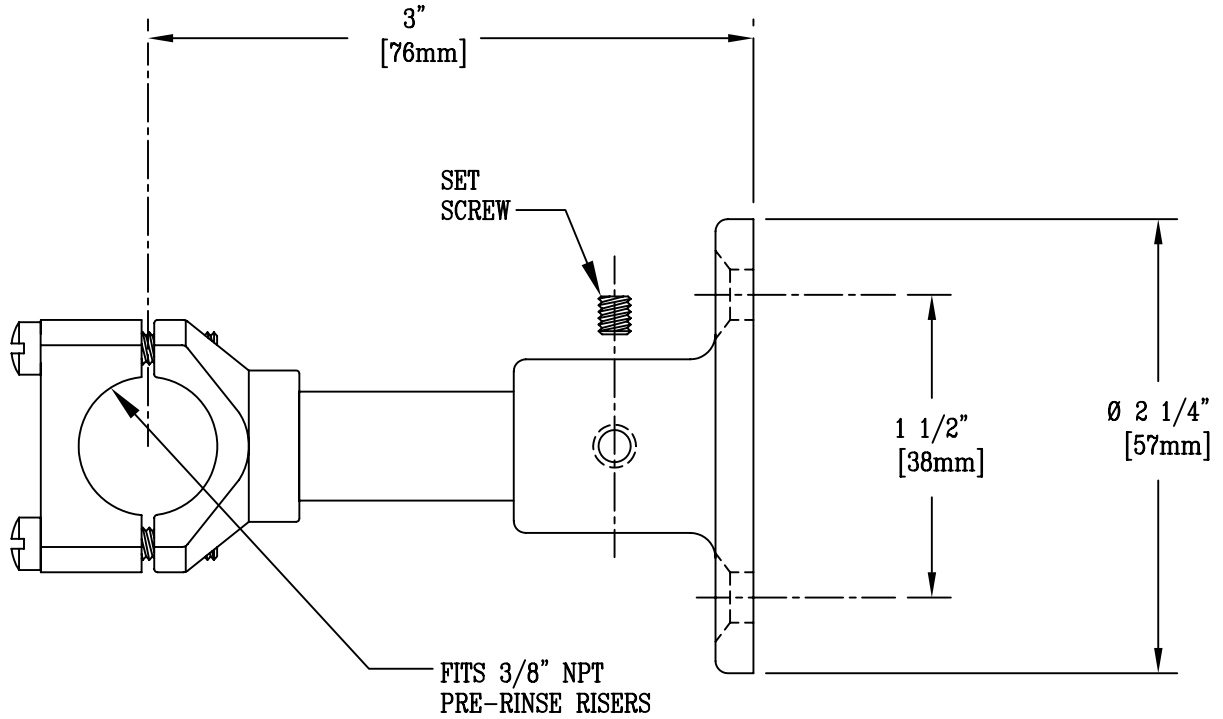 3"
[76mm]
SET
SCREW
1 1/2"
[38mm]
Ø 2 1/4"
[57mm]
FITS 3/8" NPT
PRE-RINSE RISERS